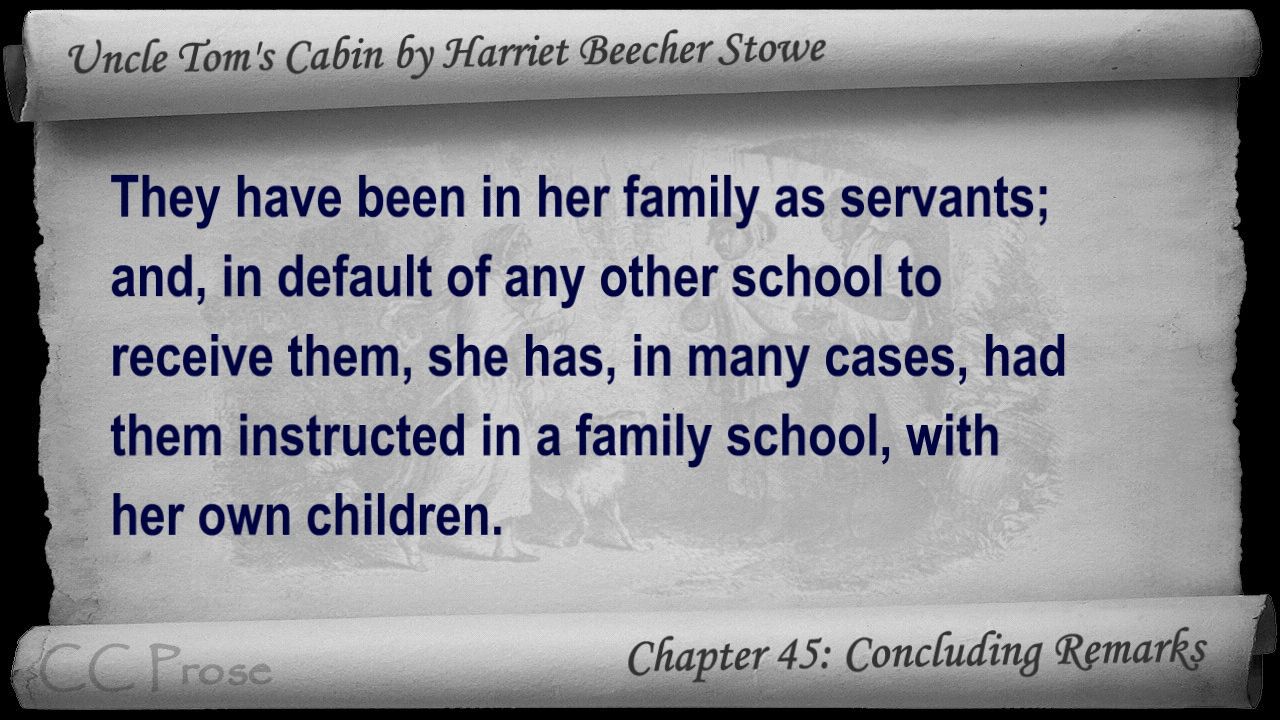 Uncle Tom's Cabin by Harriet Beecher Stowe
They have been in her family as servants;
and, in default of any other school to
receive them, she has, in many cases, had
them instructed in a family school, with
her own children.
CC Prose
Chapter 45: Concluding Remarks